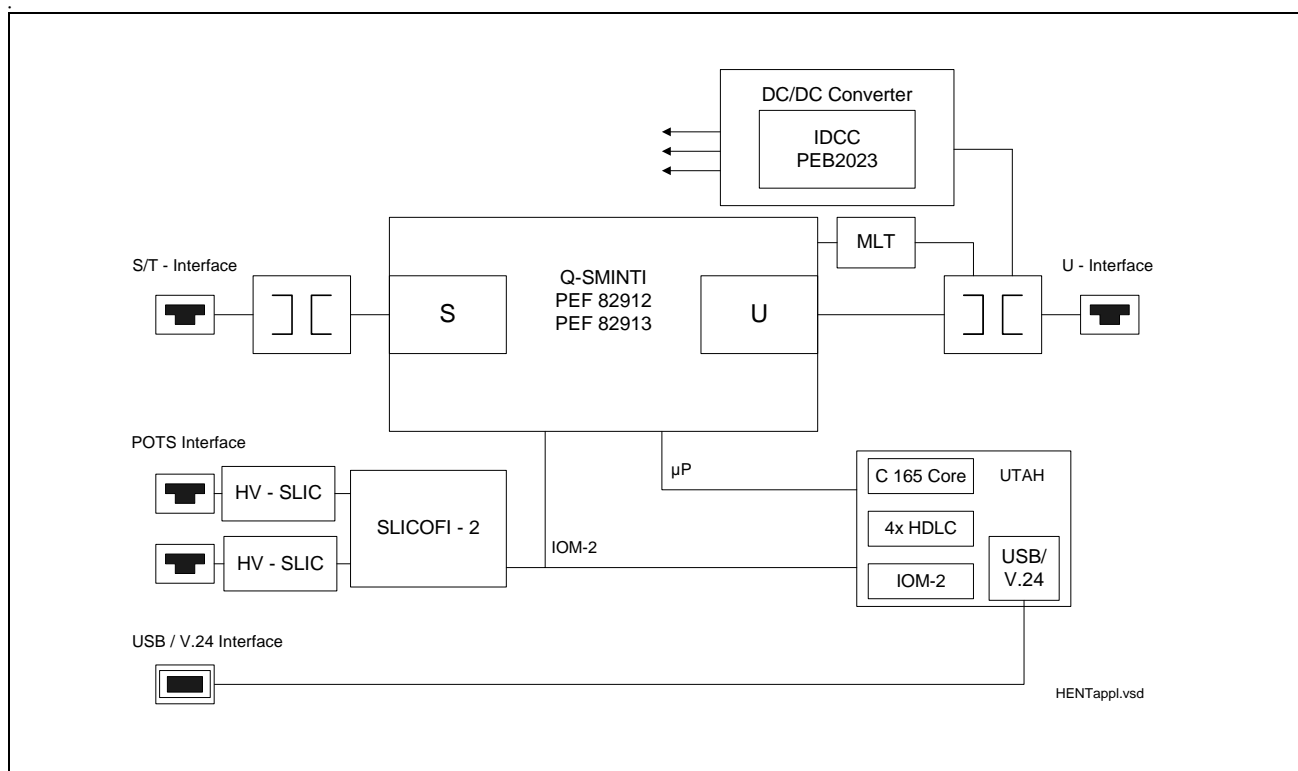 DC/DC Converter
IDCC
PEB2023
MLT
S/T - Interface
U - Interface
Q-SMINTI
PEF 82912
PEF 82913
S
U
POTS Interface
µP
HV - SLIC
SLICOFI - 2
C 165 Core
UTAH
4x HDLC
HV - SLIC
IOM-2
USB/
V.24
IOM-2
USB / V.24 Interface
HENTappl.vsd